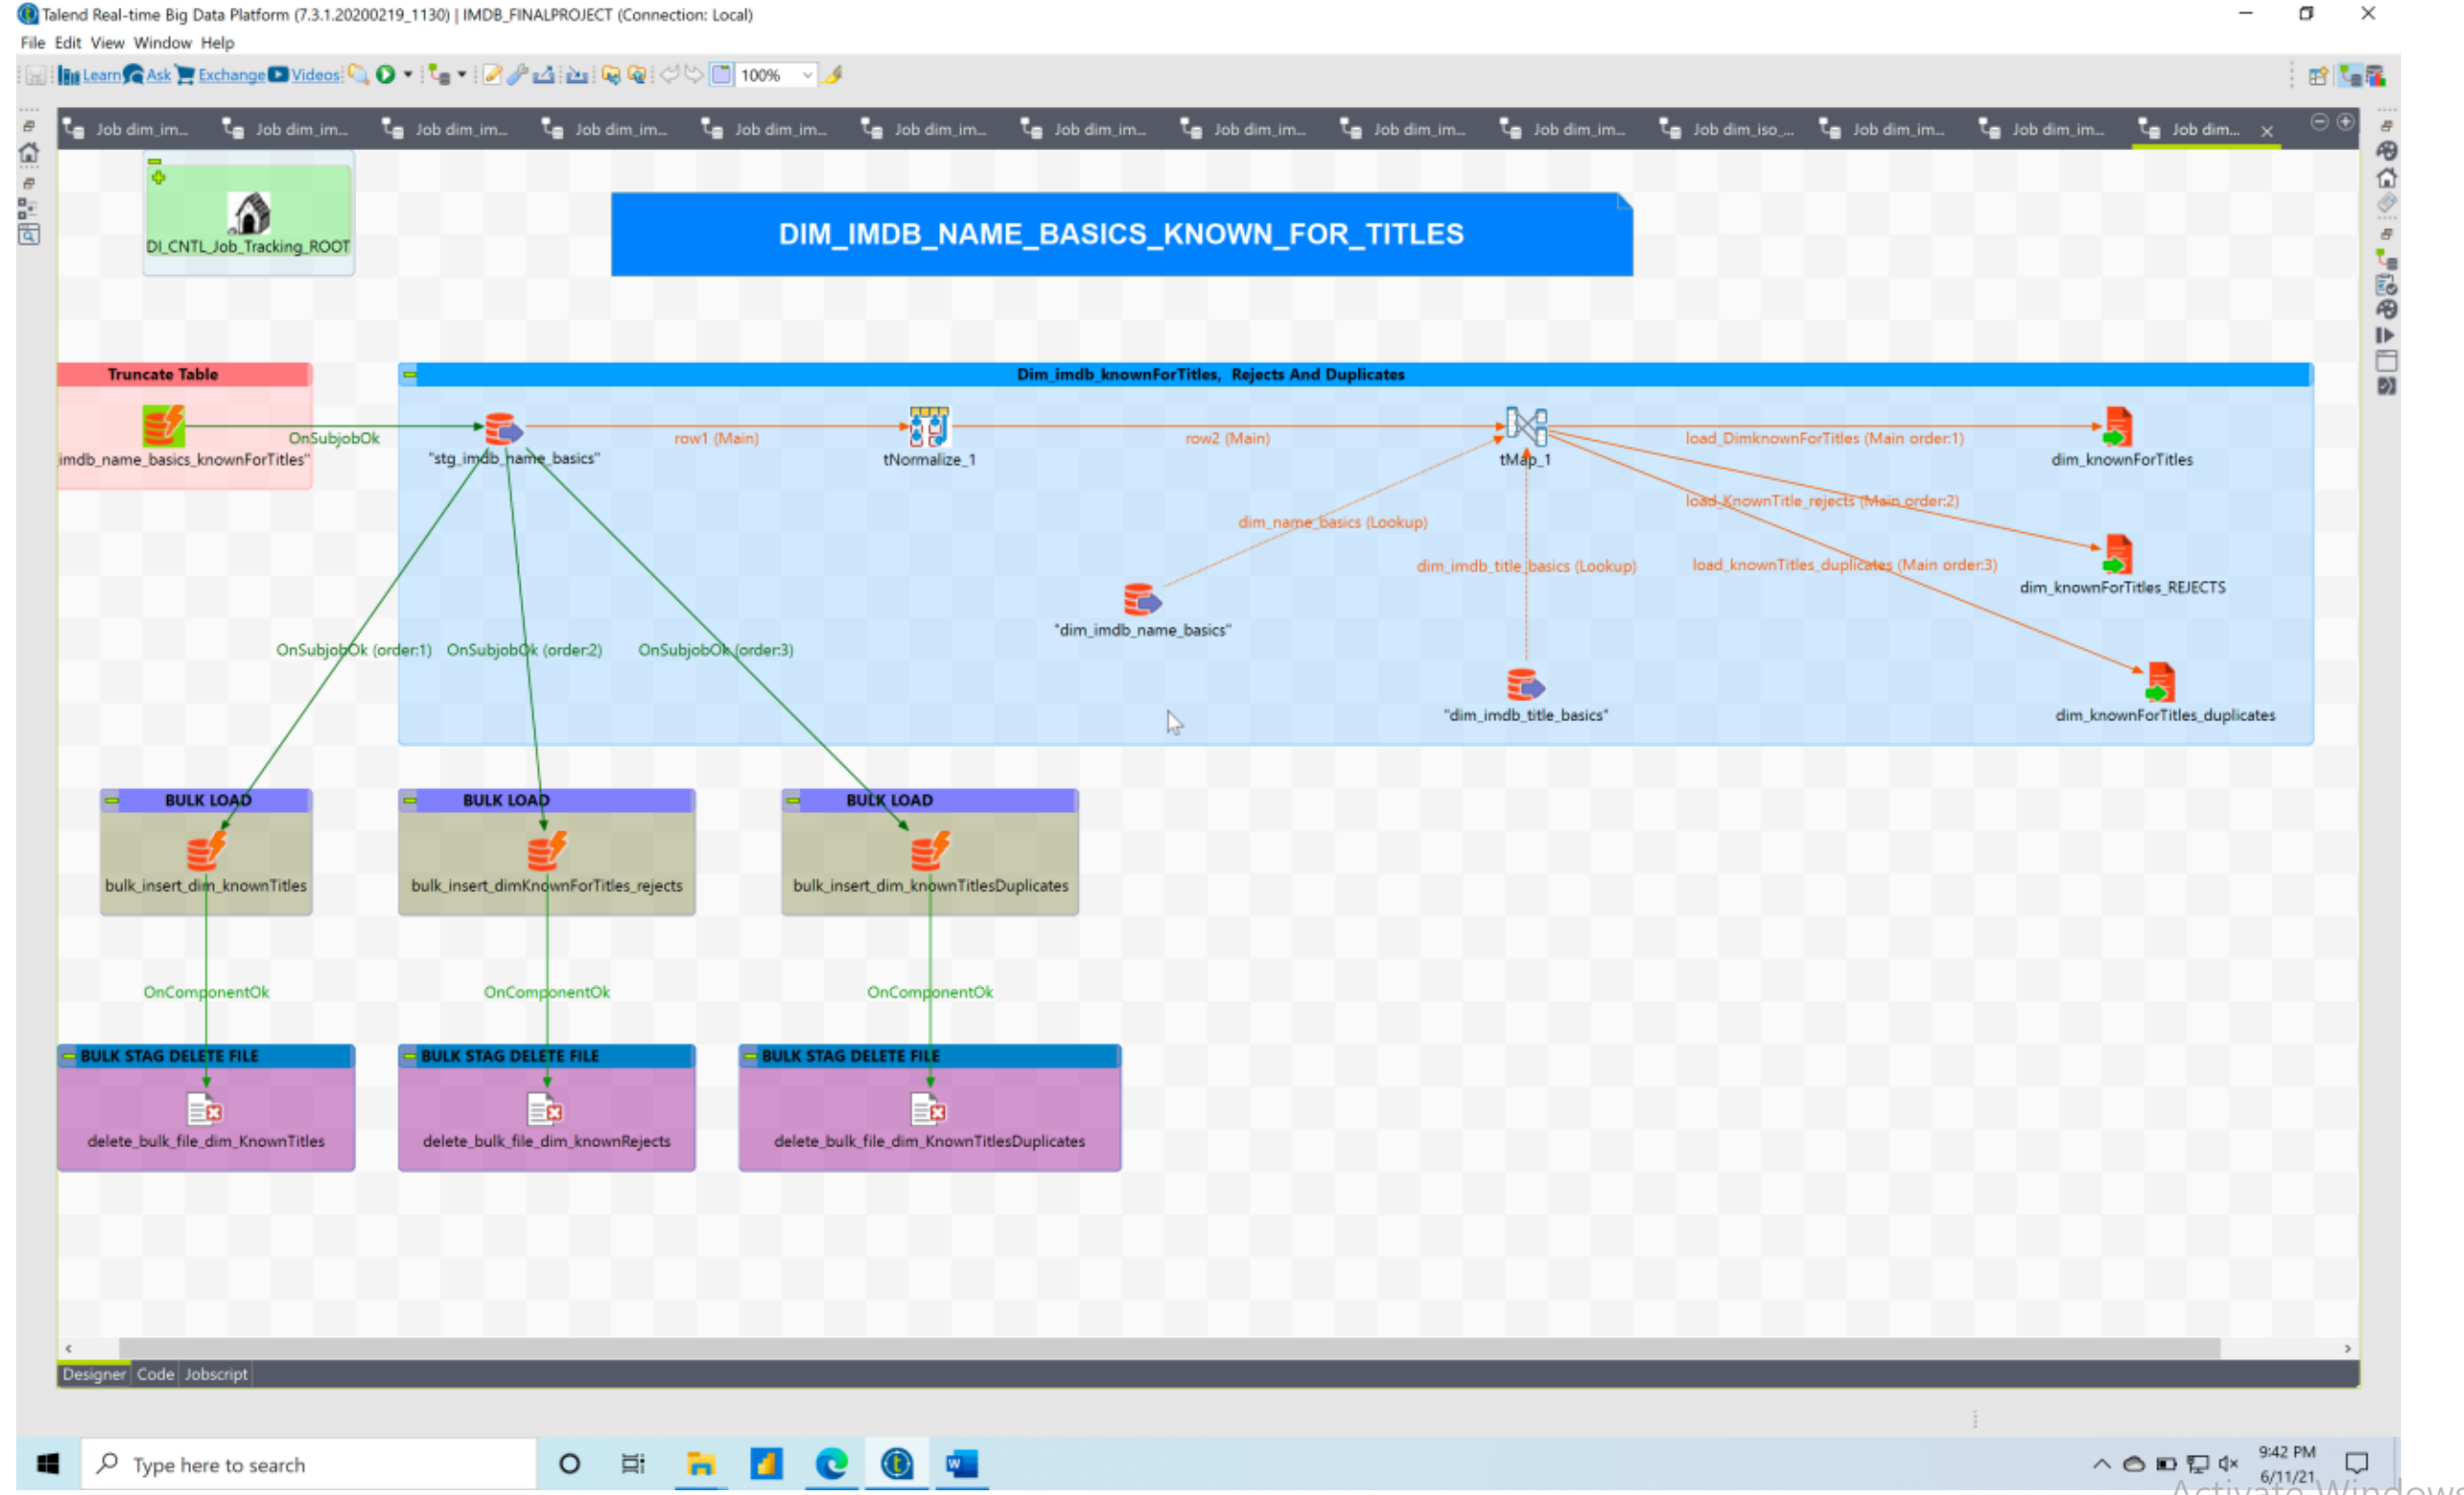 Talend Real-time Big Data Platform (7.3.1.20200219_1130) | IMDB_FINALPROJECT (Connection: Local)
File Edit View Window Help
Learn Ask Exchange Videos 100%
Job dim_im... Job dim_im... Job dim_im... Job dim_im... Job dim_im... Job dim_im... Job dim_im... Job dim_im... Job dim_im... Job dim_im... Job dim_iso_... Job dim_im... Job dim_im... Job dim...
DI_CNTL_Job_Tracking_ROOT
DIM_IMDB_NAME_BASICS_KNOWN_FOR_TITLES
Truncate Table
Dim_imdb_knownForTitles, Rejects And Duplicates
OnSubjobOk
row1 (Main)
row2 (Main)
load_DimknownForTitles (Main order:1)
imdb_name_basics_knownForTitles"
"stg_imdb_name_basics"
tNormalize_1
tMap_1
dim_knownForTitles
load_KnownTitle_rejects (Main order:2)
dim_name_basics (Lookup)
dim_imdb_title_basics (Lookup)
load_knownTitles_duplicates (Main order:3)
dim_knownForTitles_REJECTS
"dim_imdb_name_basics"
OnSubjobOk (order:1)
OnSubjobOk (order:2)
OnSubjobOk (order:3)
"dim_imdb_title_basics"
dim_knownForTitles_duplicates
BULK LOAD
BULK LOAD
BULK LOAD
bulk_insert_dim_knownTitles
bulk_insert_dimKnownForTitles_rejects
bulk_insert_dim_knownTitlesDuplicates
OnComponentOk
OnComponentOk
OnComponentOk
BULK STAG DELETE FILE
BULK STAG DELETE FILE
BULK STAG DELETE FILE
delete_bulk_file_dim_KnownTitles
delete_bulk_file_dim_knownRejects
delete_bulk_file_dim_KnownTitlesDuplicates
Designer Code Jobscript
Type here to search
9:42 PM
6/11/21
Activate Windows